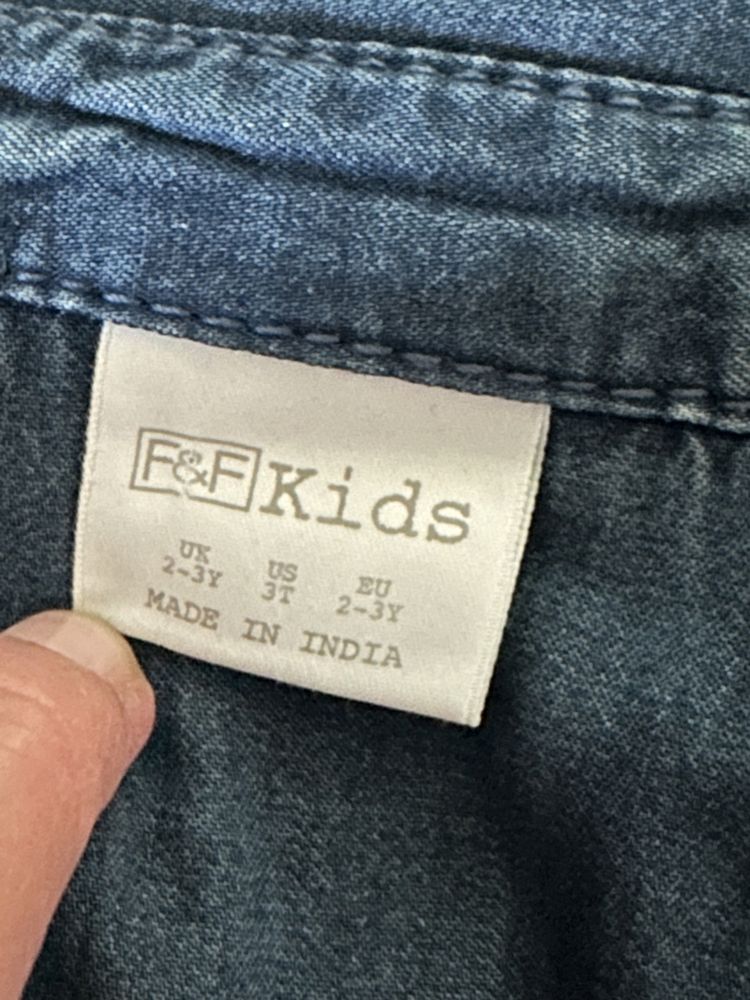 F&F Kids
UK US EU
2-3Y 3T 2-3Y
MADE IN INDIA